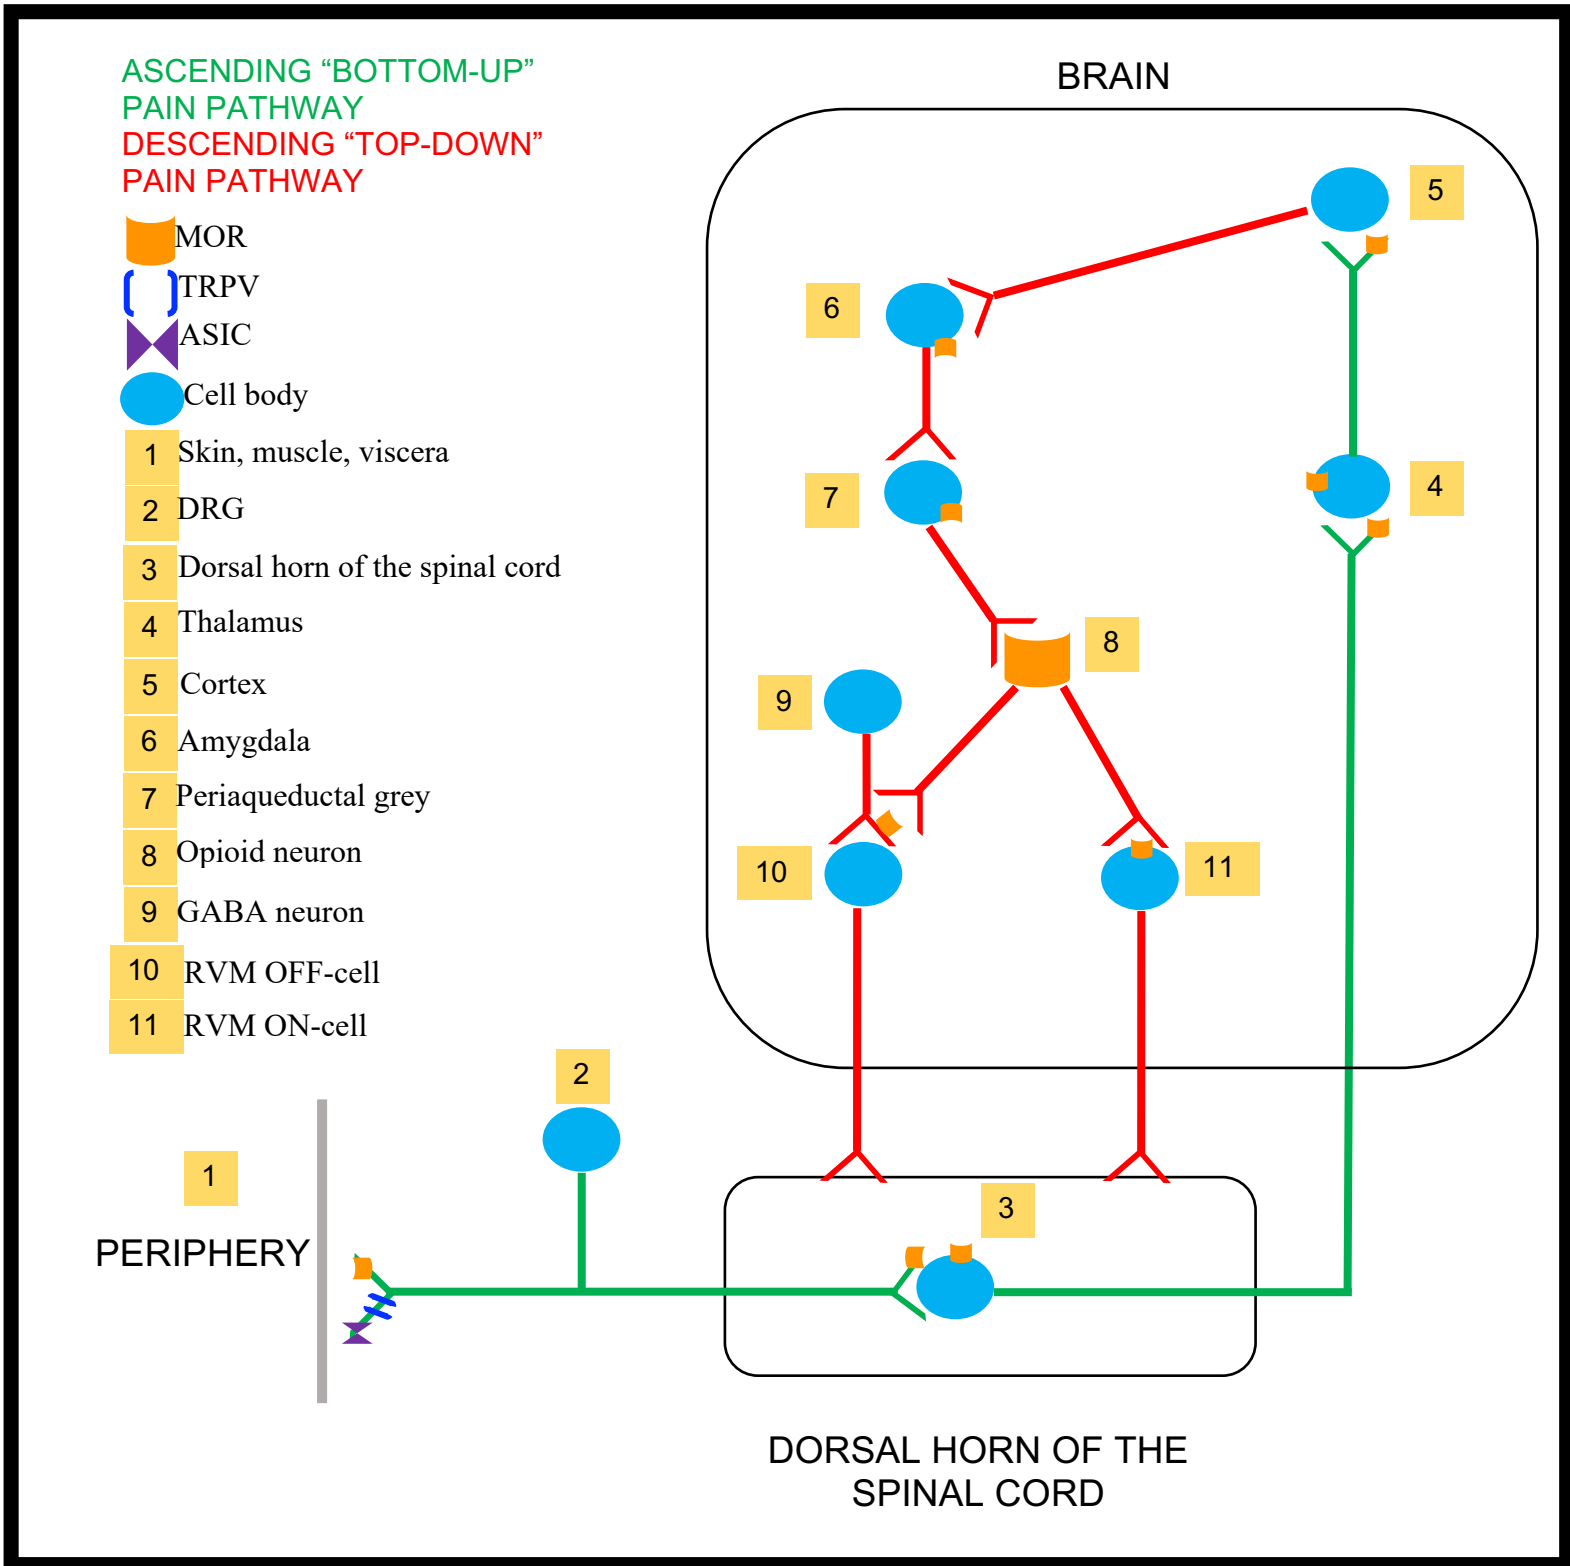 ASCENDING “BOTTOM-UP”
PAIN PATHWAY
DESCENDING “TOP-DOWN”
PAIN PATHWAY
MOR
TRPV
ASIC
Cell body
1 Skin, muscle, viscera
2 DRG
3 Dorsal horn of the spinal cord
4 Thalamus
5 Cortex
6 Amygdala
7 Periaqueductal grey
8 Opioid neuron
9 GABA neuron
10 RVM OFF-cell
11 RVM ON-cell
BRAIN
5
6
7
4
8
9
10
11
2
1
PERIPHERY
3
DORSAL HORN OF THE
SPINAL CORD